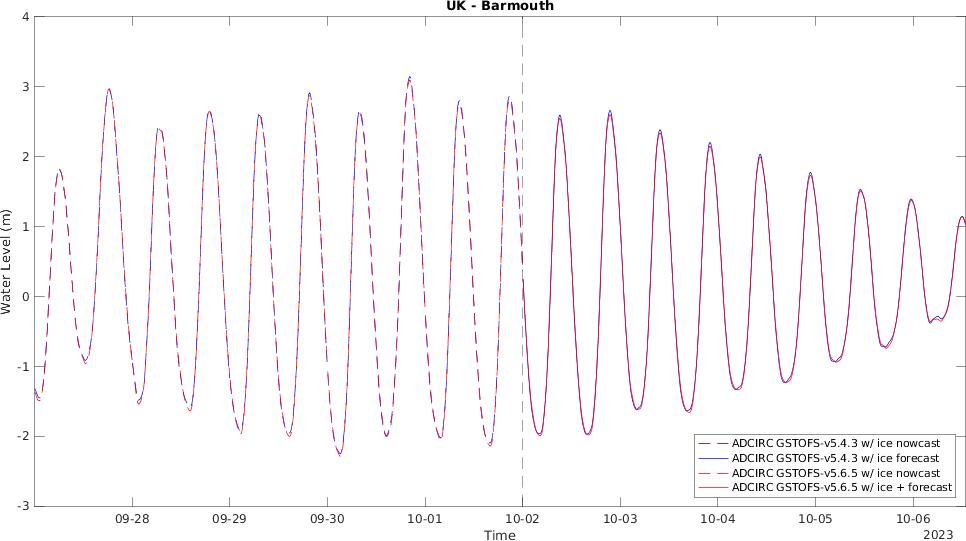 UK - Barmouth
4
3
2
1
0
-1
-2
-3
Water Level (m)
ADCIRC GSTOFS-v5.4.3 w/ ice nowcast
ADCIRC GSTOFS-v5.4.3 w/ ice forecast
ADCIRC GSTOFS-v5.6.5 w/ ice nowcast
ADCIRC GSTOFS-v5.6.5 w/ ice + forecast
09-28 09-29 09-30 10-01 10-02 10-03 10-04 10-05 10-06
Time
2023